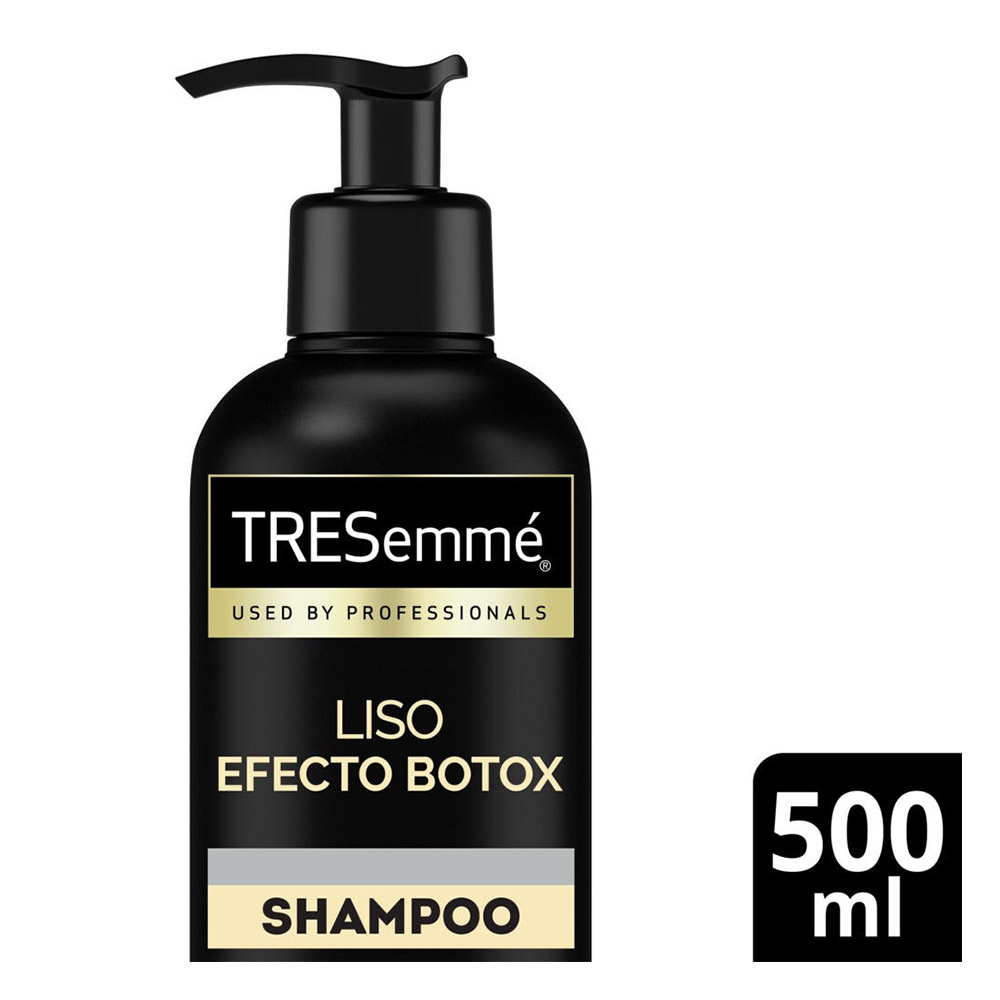 TRESemmé®
USED BY PROFESSIONALS
LISO
EFECTO BOTOX
SHAMPOO
500
ml